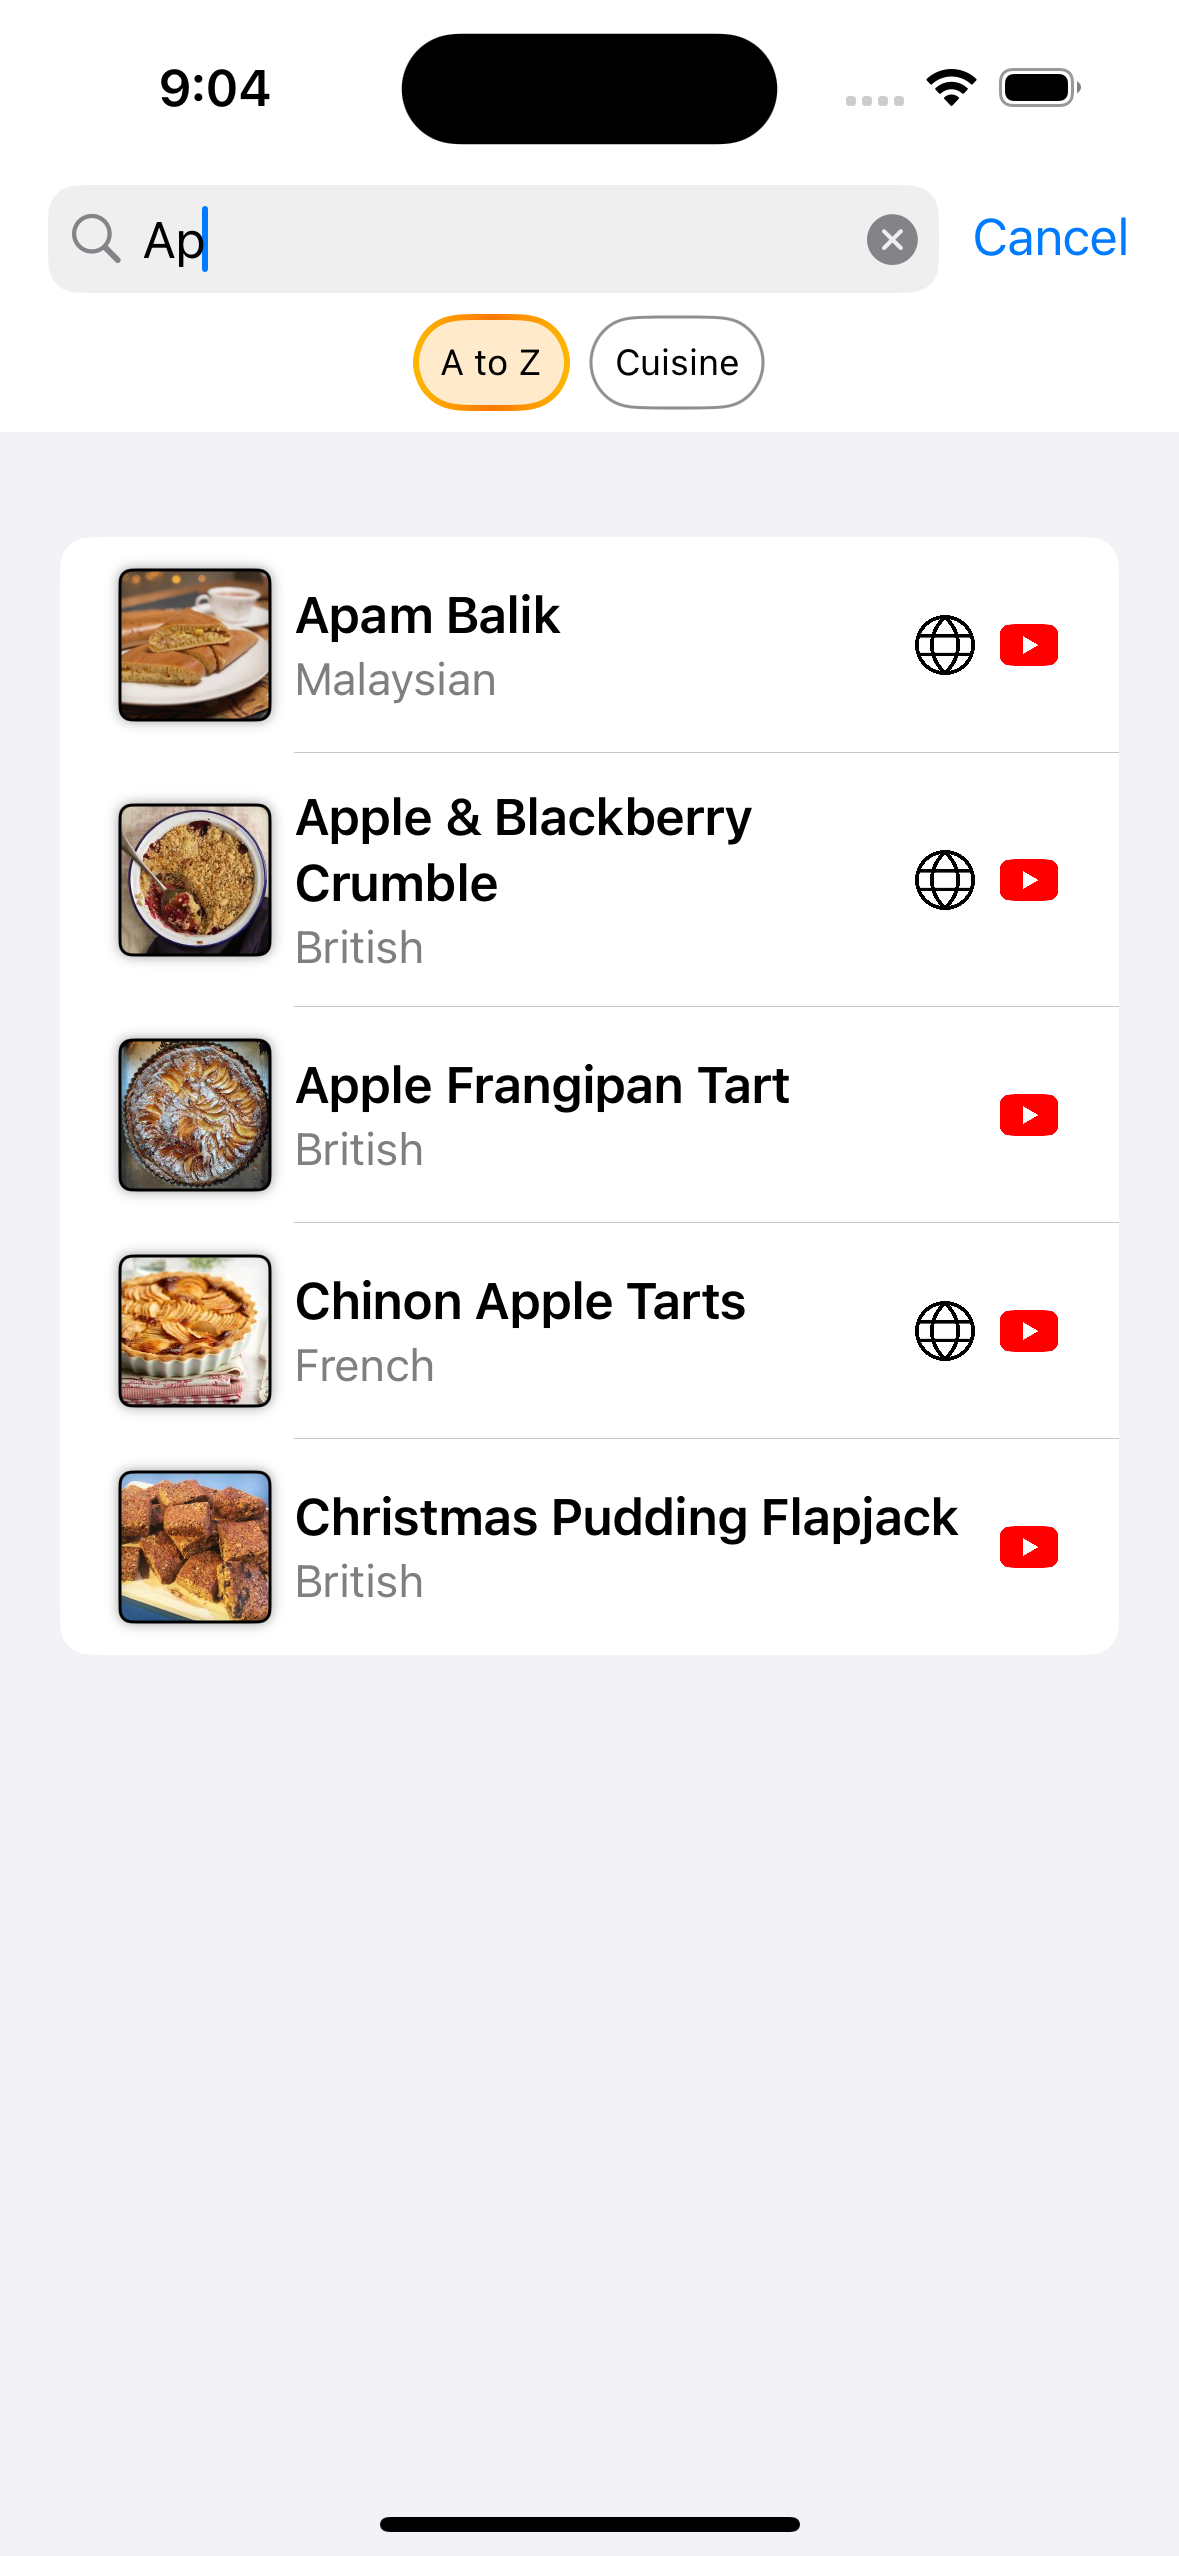 9:04
Ap
Cancel
A to Z
Cuisine
Apam Balik
Malaysian
Apple & Blackberry
Crumble
British
Apple Frangipan Tart
British
Chinon Apple Tarts
French
Christmas Pudding Flapjack
British